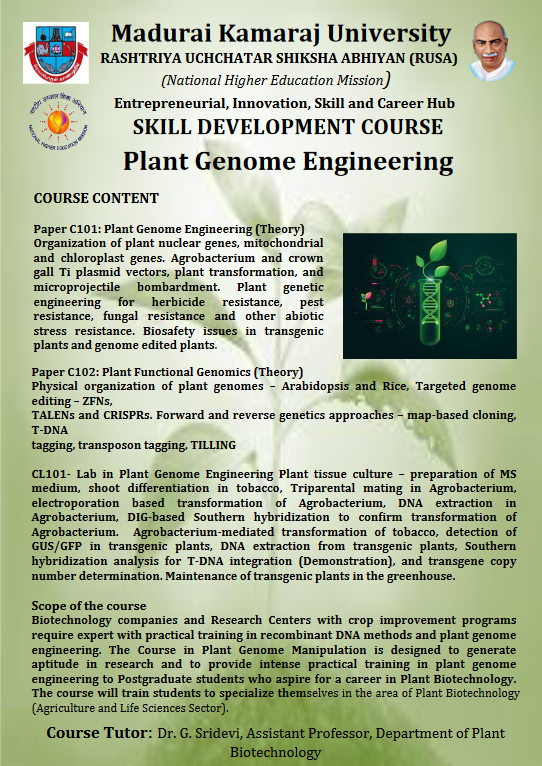 Madurai Kamaraj University
RASHTRIYA UCHCHATAR SHIKSHA ABHIYAN (RUSA)
(National Higher Education Mission)
Entrepreneurial, Innovation, Skill and Career Hub
SKILL DEVELOPMENT COURSE
Plant Genome Engineering
COURSE CONTENT
Paper C101: Plant Genome Engineering (Theory)
Organization of plant nuclear genes, mitochondrial
and chloroplast genes. Agrobacterium and crown
gall Ti plasmid vectors, plant transformation, and
microprojectile bombardment. Plant genetic
engineering for herbicide resistance, pest
resistance, fungal resistance and other abiotic
stress resistance. Biosafety issues in transgenic
plants and genome edited plants.
Paper C102: Plant Functional Genomics (Theory)
Physical organization of plant genomes – Arabidopsis and Rice, Targeted genome
editing – ZFNs,
TALENs and CRISPRs. Forward and reverse genetics approaches – map-based cloning,
T-DNA
tagging, transposon tagging, TILLING
CL101- Lab in Plant Genome Engineering Plant tissue culture – preparation of MS
medium, shoot differentiation in tobacco, Triparental mating in Agrobacterium,
electroporation based transformation of Agrobacterium, DNA extraction in
Agrobacterium, DIG-based Southern hybridization to confirm transformation of
Agrobacterium. Agrobacterium-mediated transformation of tobacco, detection of
GUS/GFP in transgenic plants, DNA extraction from transgenic plants, Southern
hybridization analysis for T-DNA integration (Demonstration), and transgene copy
number determination. Maintenance of transgenic plants in the greenhouse.
Scope of the course
Biotechnology companies and Research Centers with crop improvement programs
require expert with practical training in recombinant DNA methods and plant genome
engineering. The Course in Plant Genome Manipulation is designed to generate
aptitude in research and to provide intense practical training in plant genome
engineering to Postgraduate students who aspire for a career in Plant Biotechnology.
The course will train students to specialize themselves in the area of Plant Biotechnology
(Agriculture and Life Sciences Sector).
Course Tutor: Dr. G. Sridevi, Assistant Professor, Department of Plant
Biotechnology